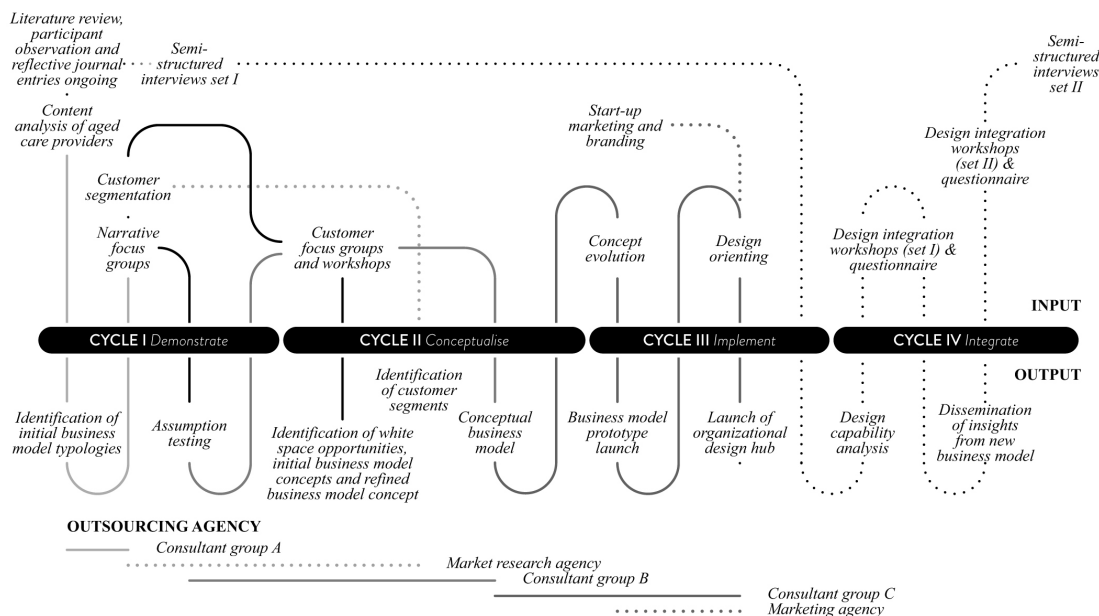 Literature review,
participant
observation and
reflective journal
entries ongoing
Semi-
structured
interviews set I
Semi-
structured
interviews
set II
Content
analysis of aged
care providers
Start-up
marketing and
branding
Design integration
workshops
(set II) &
questionnaire
Customer
segmentation
Narrative
focus
groups
Customer
focus groups
and workshops
Concept
evolution
Design
orienting
Design integration
workshops (set I) &
questionnaire
INPUT
CYCLE I Demonstrate
CYCLE II Conceptualise
CYCLE III Implement
CYCLE IV Integrate
OUTPUT
Identification of
initial business
model typologies
Assumption
testing
Identification of white
space opportunities,
initial business model
concepts and refined
business model concept
Identification
of customer
segments
Conceptual
business
model
Business model
prototype
launch
Launch of
organizational
design hub
Design
capability
analysis
Dissemination
of insights
from new
business model
OUTSOURCING AGENCY
Consultant group A
Market research agency
Consultant group B
Consultant group C
Marketing agency